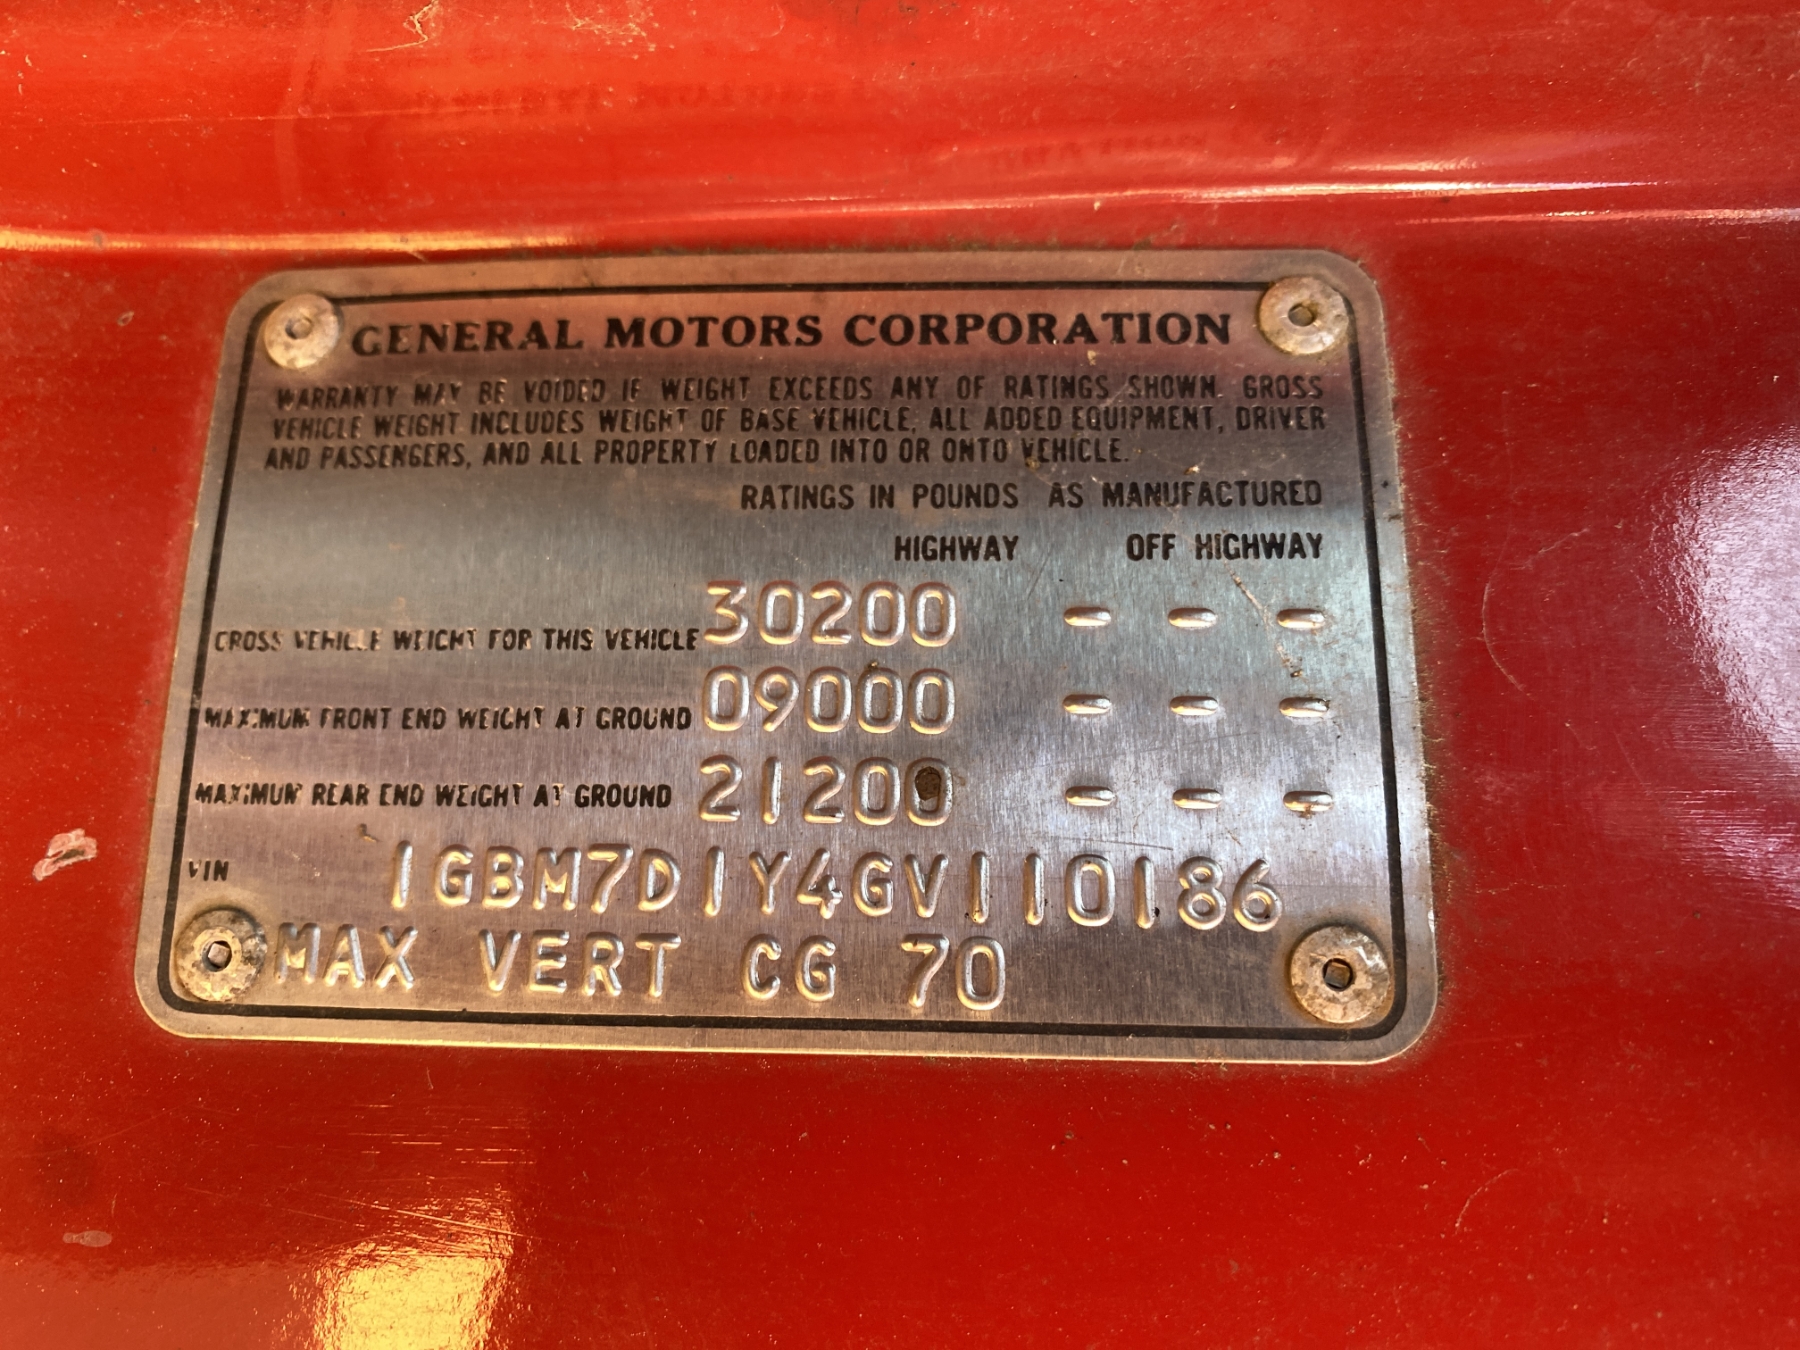 GENERAL MOTORS CORPORATION
WARRANTY MAY BE VOIDED IF WEIGHT EXCEEDS ANY OF RATINGS SHOWN. GROSS
VEHICLE WEIGHT INCLUDES WEIGHT OF BASE VEHICLE, ALL ADDED EQUIPMENT, DRIVER
AND PASSENGERS, AND ALL PROPERTY LOADED INTO OR ONTO VEHICLE.
RATINGS IN POUNDS AS MANUFACTURED
HIGHWAY OFF HIGHWAY
GROSS VEHICLE WEIGHT FOR THIS VEHICLE 30200 - - -
MAXIMUM FRONT END WEIGHT AT GROUND 09000 - - -
MAXIMUM REAR END WEIGHT AT GROUND 21200 - - -
VIN 1GBM7D1Y4GV110186
MAX VERT CG 70